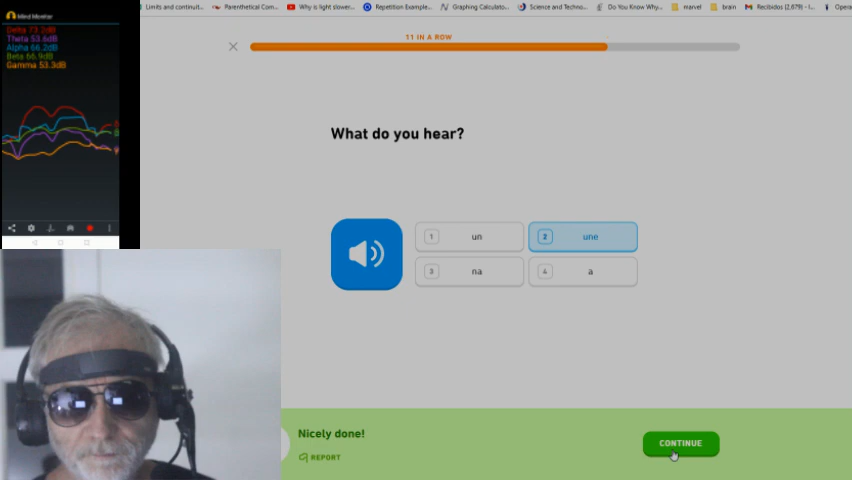 Mind Monitor
Delta 73.2dB
Theta 53.6dB
Alpha 66.2dB
Beta 66.9dB
Gamma 53.3dB
Limits and continuit...
Parenthetical Com...
Why is light slower...
Repetition Example...
Graphing Calculato...
Science and Techno...
Do You Know Why...
marvel
brain
Recibidos (2,679) - l...
Opera
11 IN A ROW
What do you hear?
1 un
2 une
3 na
4 a
Nicely done!
REPORT
CONTINUE